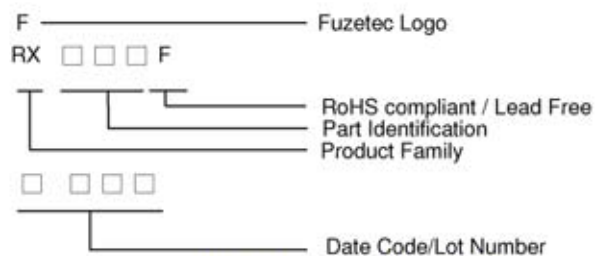 F Fuzetec Logo
RX □ □ □ F
RoHS compliant / Lead Free
Part Identification
Product Family
□ □ □ □
Date Code/Lot Number